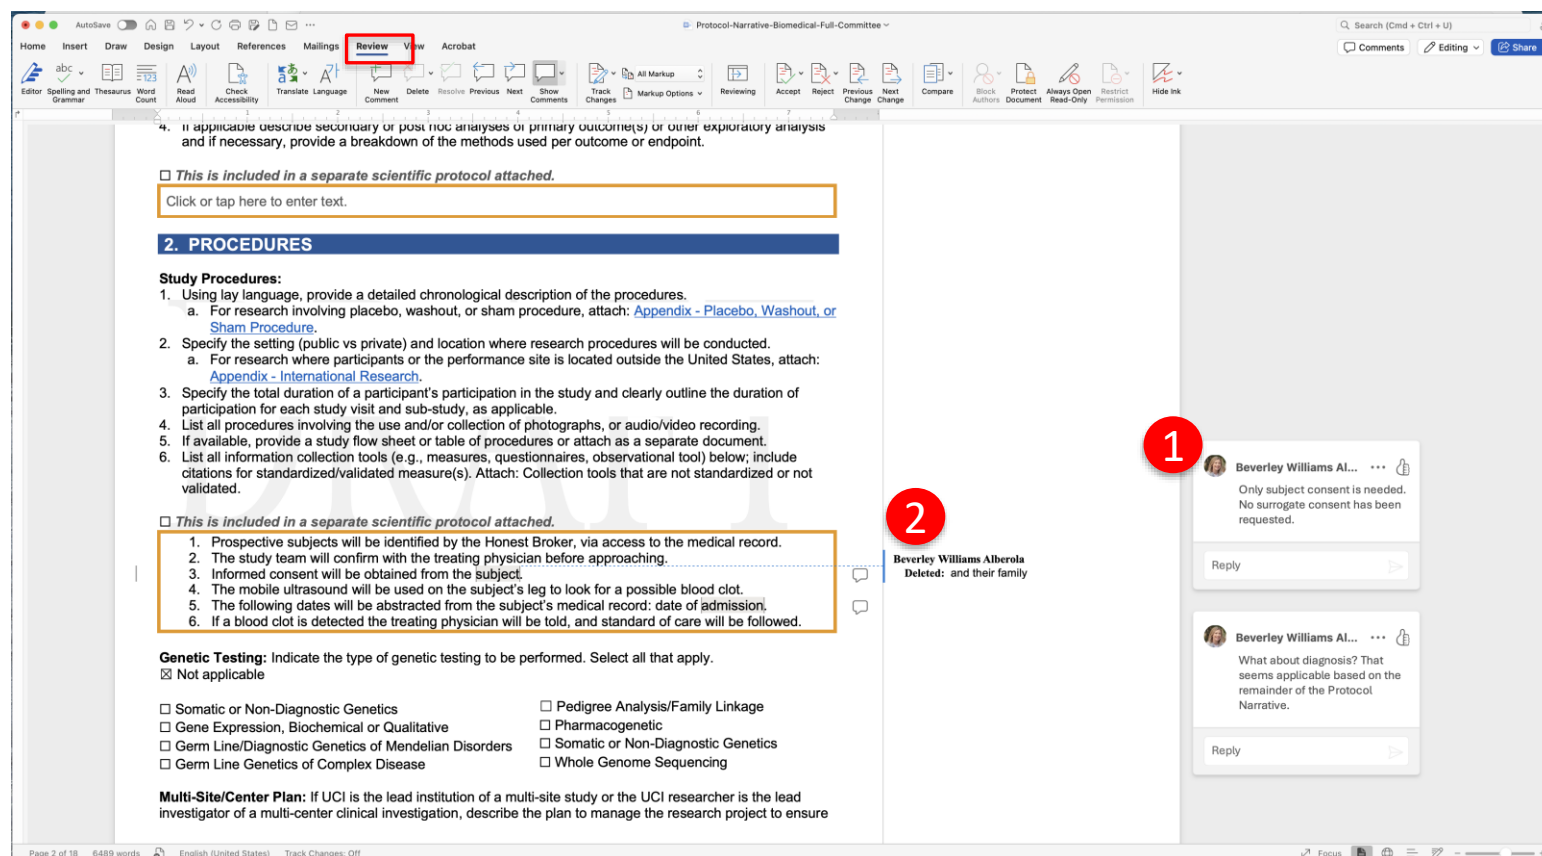 AutoSave
Protocol-Narrative-Biomedical-Full-Committee
Search (Cmd + Ctrl + U)
Home Insert Draw Design Layout References Mailings Review View Acrobat
Comments Editing Share
Editor Spelling and Grammar Thesaurus Word Count Read Aloud Check Accessibility Translate Language New Comment Delete Resolve Previous Next Show Comments Track Changes All Markup Markup Options Reviewing Accept Reject Previous Change Next Change Compare Block Authors Protect Document Always Open Read-Only Restrict Permission Hide Ink
1 2 3 4 5 6 7
4. If applicable describe secondary or post hoc analyses of primary outcome(s) or other exploratory analysis
and if necessary, provide a breakdown of the methods used per outcome or endpoint.
☐ This is included in a separate scientific protocol attached.
Click or tap here to enter text.
2. PROCEDURES
Study Procedures:
1. Using lay language, provide a detailed chronological description of the procedures.
a. For research involving placebo, washout, or sham procedure, attach: Appendix - Placebo, Washout, or
Sham Procedure.
2. Specify the setting (public vs private) and location where research procedures will be conducted.
a. For research where participants or the performance site is located outside the United States, attach:
Appendix - International Research.
3. Specify the total duration of a participant's participation in the study and clearly outline the duration of
participation for each study visit and sub-study, as applicable.
4. List all procedures involving the use and/or collection of photographs, or audio/video recording.
5. If available, provide a study flow sheet or table of procedures or attach as a separate document.
6. List all information collection tools (e.g., measures, questionnaires, observational tool) below; include
citations for standardized/validated measure(s). Attach: Collection tools that are not standardized or not
validated.
DRAFT
☐ This is included in a separate scientific protocol attached.
1. Prospective subjects will be identified by the Honest Broker, via access to the medical record.
2. The study team will confirm with the treating physician before approaching.
3. Informed consent will be obtained from the subject.
4. The mobile ultrasound will be used on the subject's leg to look for a possible blood clot.
5. The following dates will be abstracted from the subject's medical record: date of admission.
6. If a blood clot is detected the treating physician will be told, and standard of care will be followed.
Genetic Testing: Indicate the type of genetic testing to be performed. Select all that apply.
☒ Not applicable
☐ Somatic or Non-Diagnostic Genetics
☐ Gene Expression, Biochemical or Qualitative
☐ Germ Line/Diagnostic Genetics of Mendelian Disorders
☐ Germ Line Genetics of Complex Disease
☐ Pedigree Analysis/Family Linkage
☐ Pharmacogenetic
☐ Somatic or Non-Diagnostic Genetics
☐ Whole Genome Sequencing
Multi-Site/Center Plan: If UCI is the lead institution of a multi-site study or the UCI researcher is the lead
investigator of a multi-center clinical investigation, describe the plan to manage the research project to ensure
2
Beverley Williams Alberola
Deleted: and their family
1
Beverley Williams Al... ···
Only subject consent is needed.
No surrogate consent has been
requested.
Reply
Beverley Williams Al... ···
What about diagnosis? That
seems applicable based on the
remainder of the Protocol
Narrative.
Reply
Page 2 of 18 6489 words English (United States) Track Changes: Off
Focus